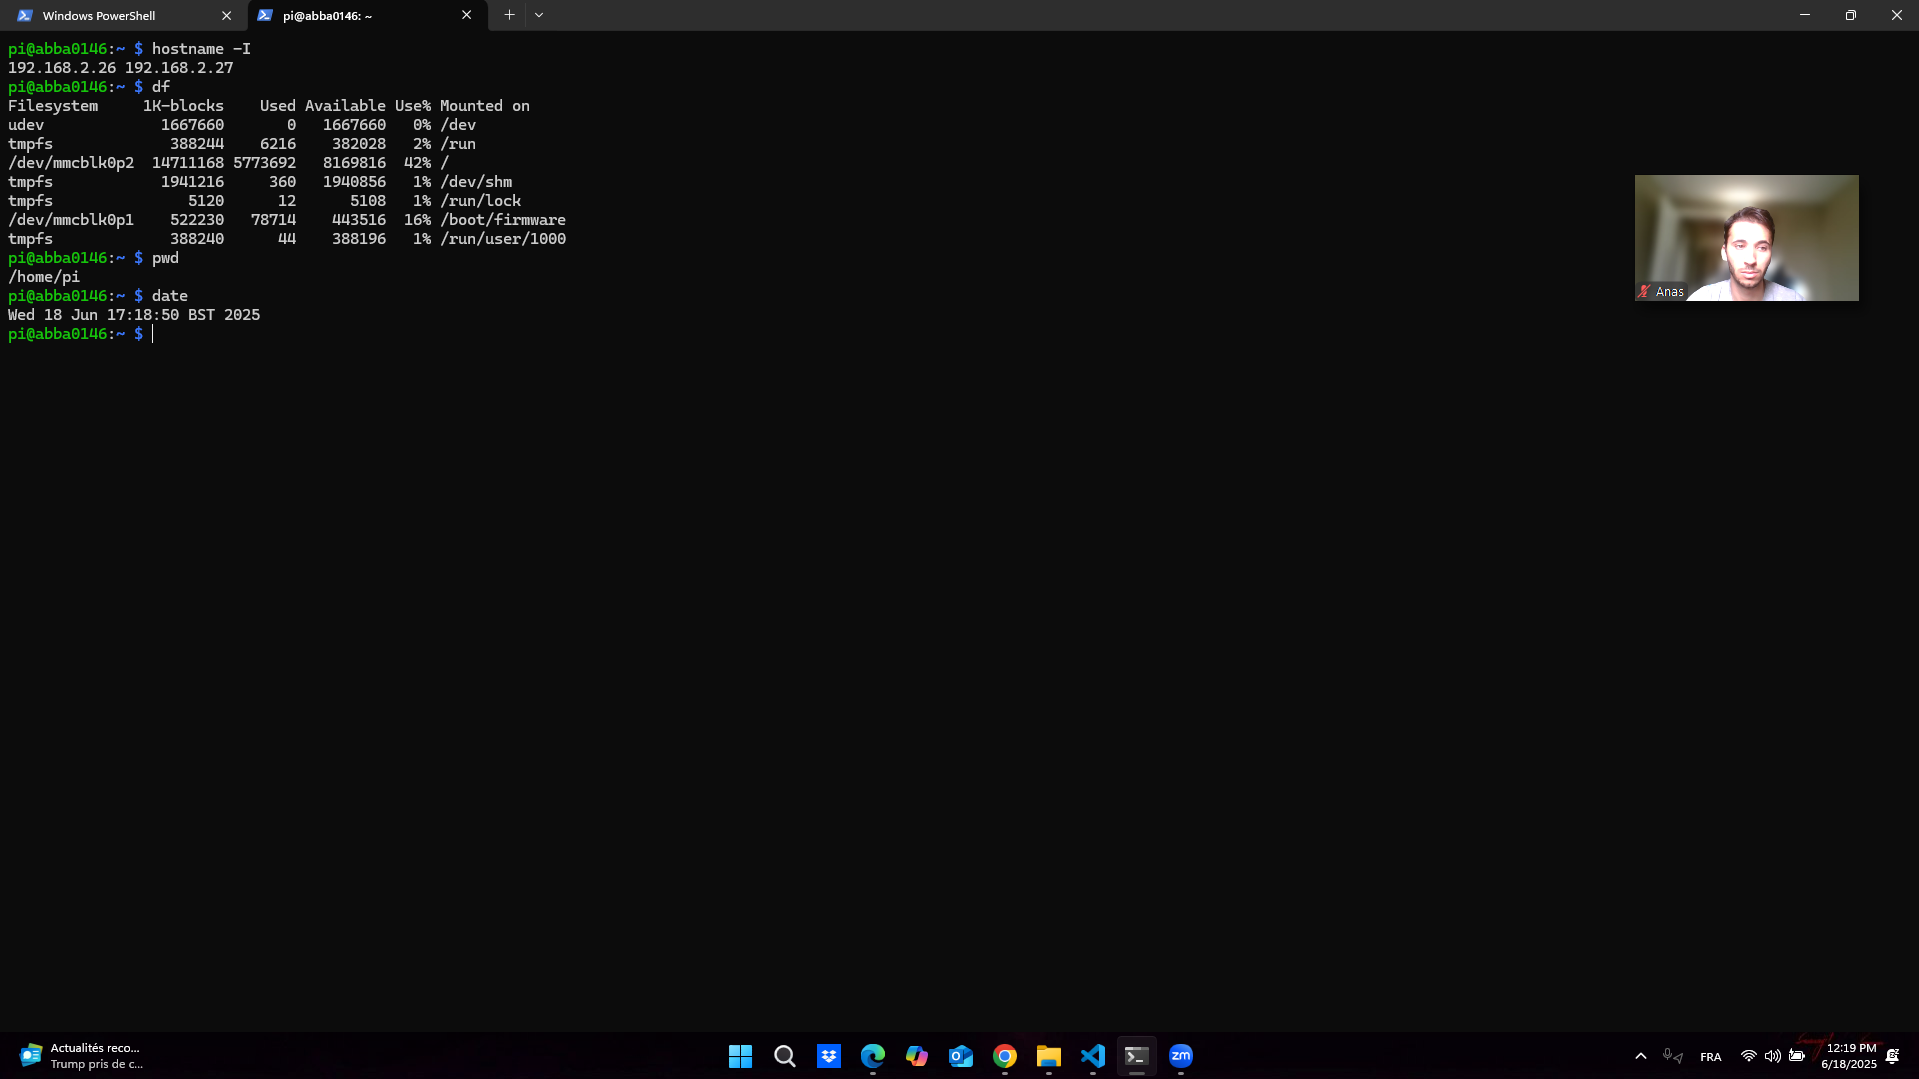 Windows PowerShell
pi@abba0146: ~
pi@abba0146:~ $ hostname -I
192.168.2.26 192.168.2.27
pi@abba0146:~ $ df
Filesystem     1K-blocks    Used Available Use% Mounted on
udev             1667660       0   1667660   0% /dev
tmpfs             388244    6216    382028   2% /run
/dev/mmcblk0p2  14711168 5773692   8169816  42% /
tmpfs            1941216     360   1940856   1% /dev/shm
tmpfs               5120      12      5108   1% /run/lock
/dev/mmcblk0p1    522230   78714    443516  16% /boot/firmware
tmpfs             388240      44    388196   1% /run/user/1000
pi@abba0146:~ $ pwd
/home/pi
pi@abba0146:~ $ date
Wed 18 Jun 17:18:50 BST 2025
pi@abba0146:~ $
Anas
Actualités reco...
Trump pris de c...
zm
FRA
12:19 PM
6/18/2025